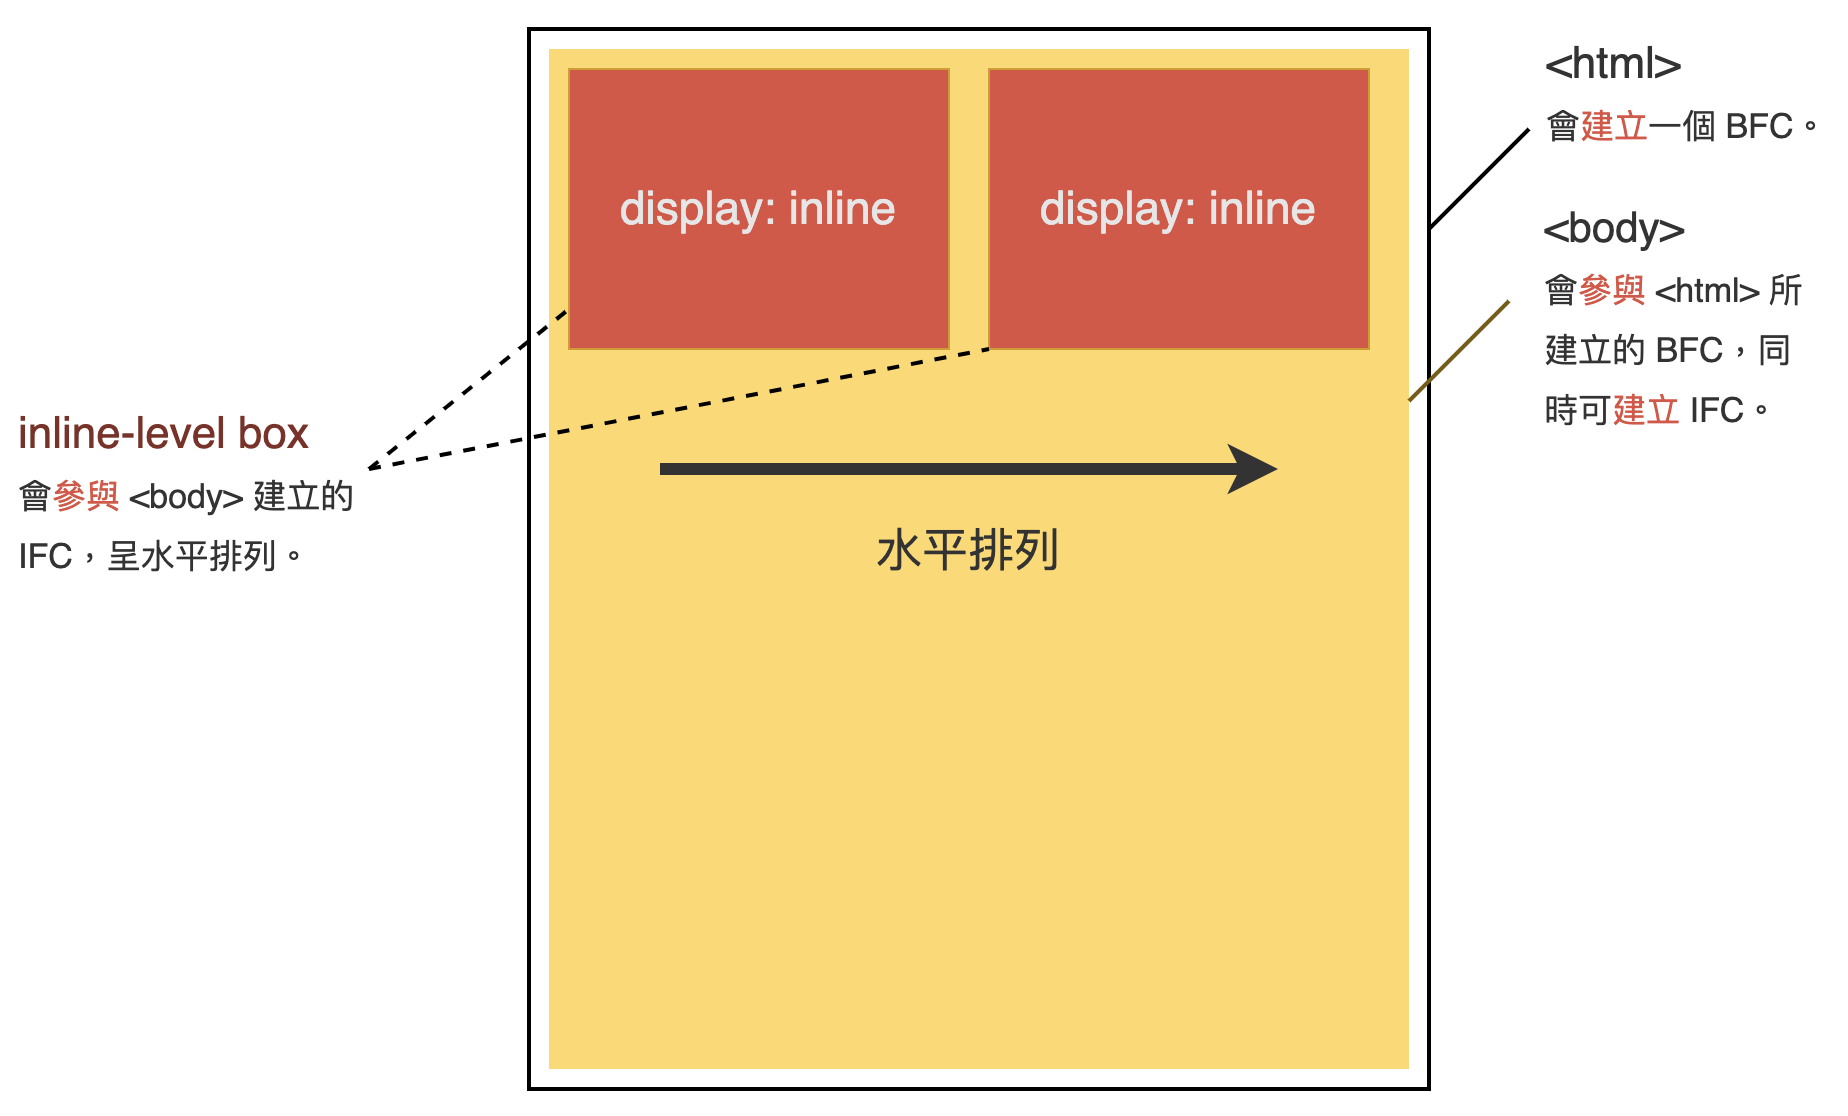 display: inline
display: inline
水平排列
<html>
會建立一個 BFC。
<body>
會參與 <html> 所
建立的 BFC，同
時可建立 IFC。
inline-level box
會參與 <body> 建立的
IFC，呈水平排列。